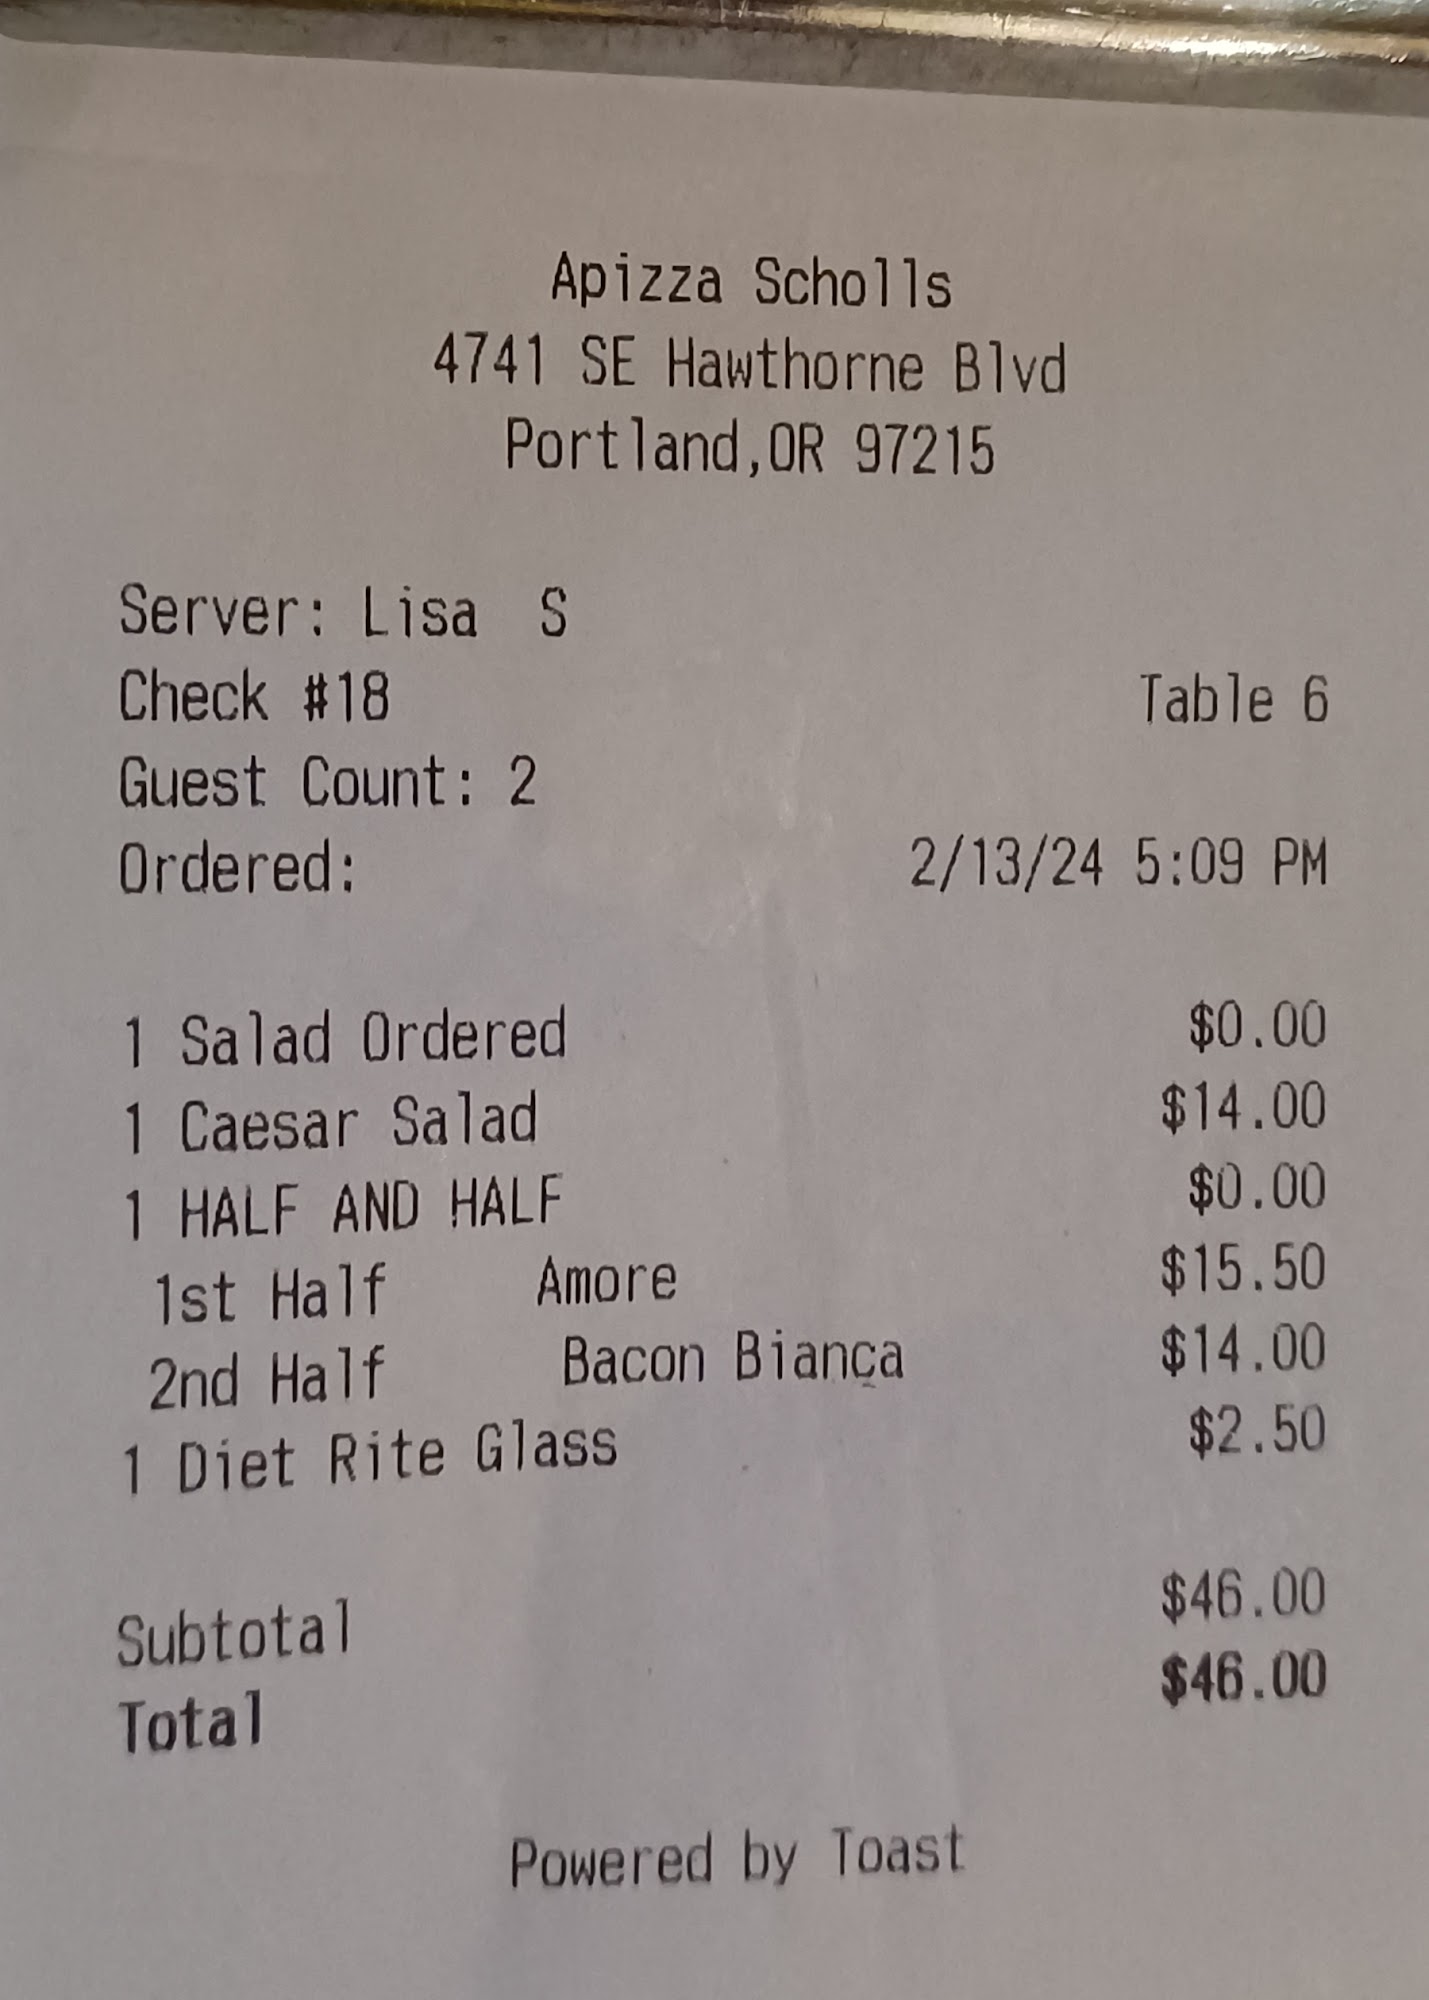 Apizza Scholls
4741 SE Hawthorne Blvd
Portland,OR 97215
Server: Lisa S
Check #18 Table 6
Guest Count: 2
Ordered: 2/13/24 5:09 PM
1 Salad Ordered $0.00
1 Caesar Salad $14.00
1 HALF AND HALF $0.00
1st Half Amore $15.50
2nd Half Bacon Bianca $14.00
1 Diet Rite Glass $2.50
Subtotal $46.00
Total $46.00
Powered by Toast